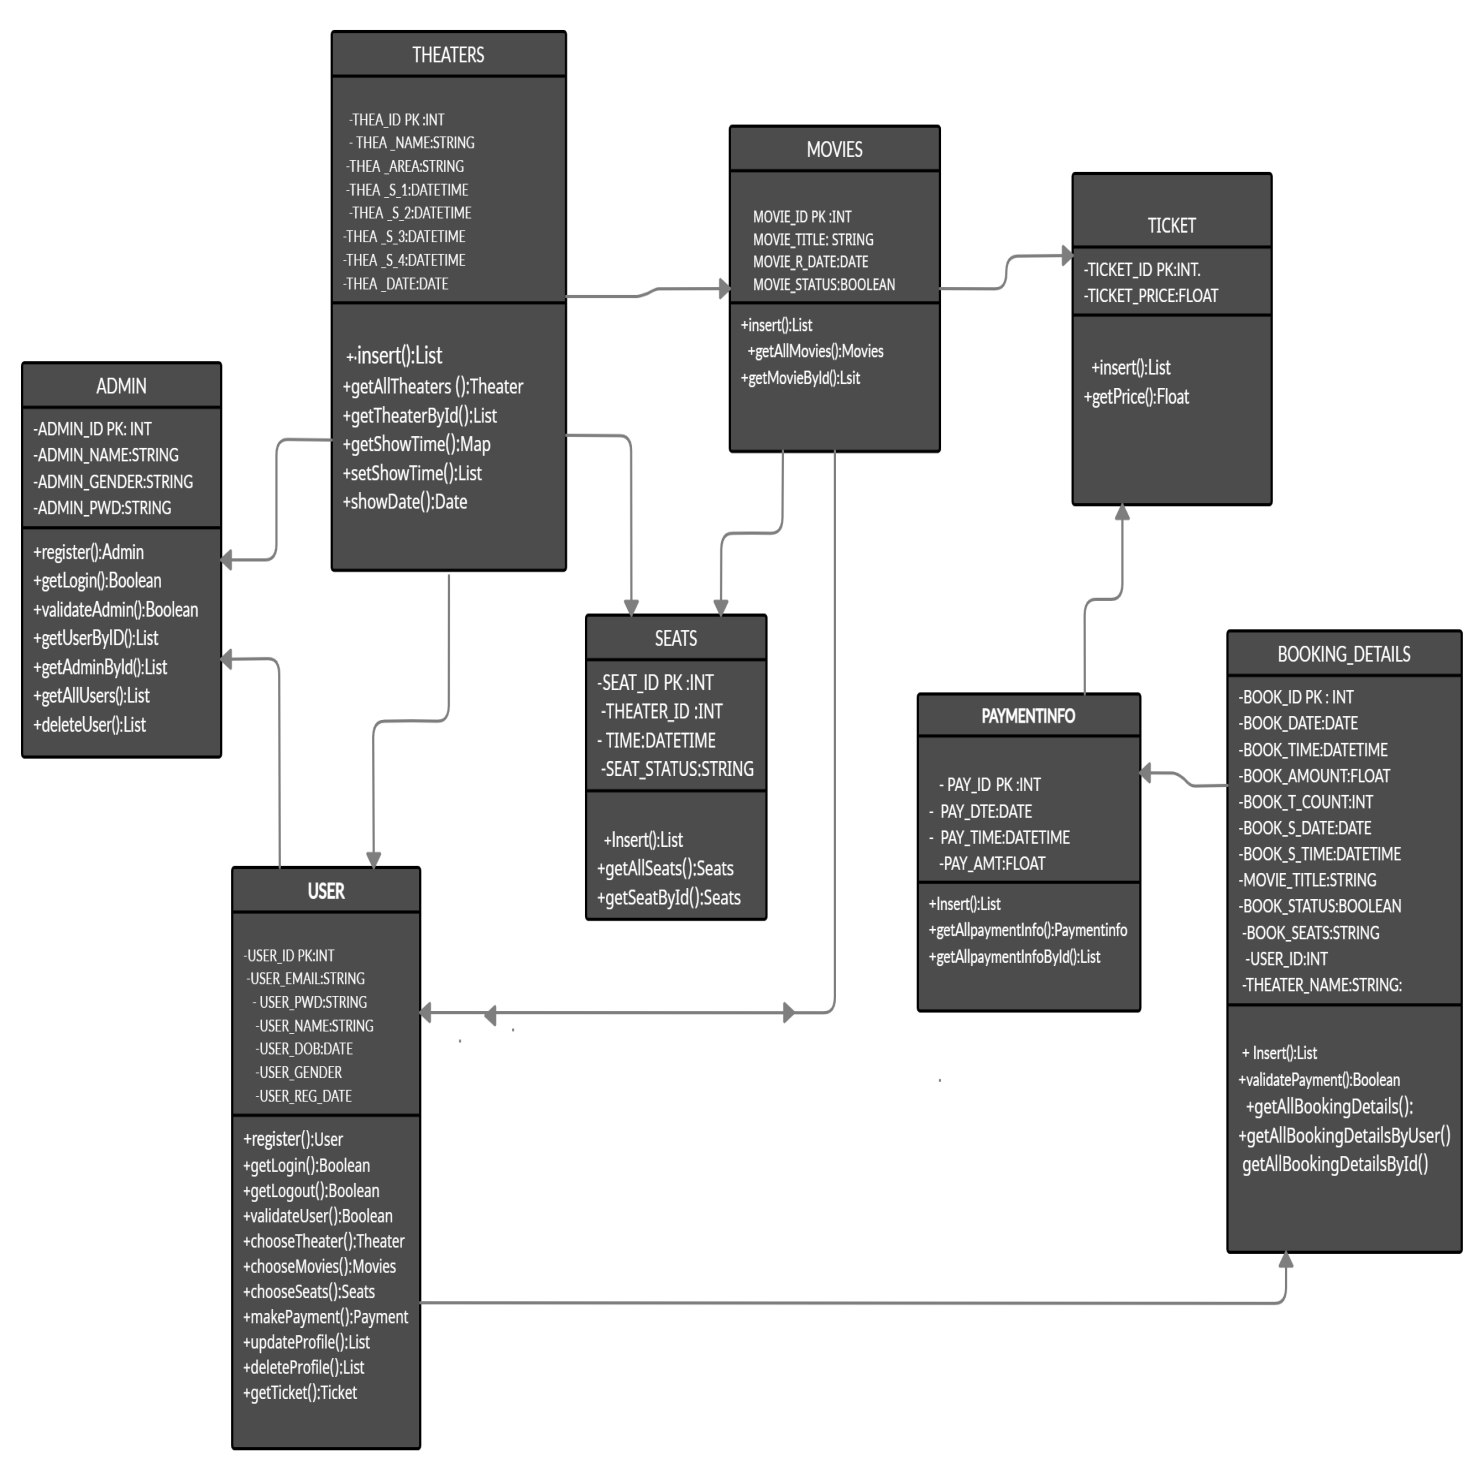 THEATERS
-THEA_ID PK :INT
- THEA _NAME:STRING
-THEA _AREA:STRING
-THEA _S_1:DATETIME
-THEA _S_2:DATETIME
-THEA _S_3:DATETIME
-THEA _S_4:DATETIME
-THEA _DATE:DATE
+·insert():List
+getAllTheaters ():Theater
+getTheaterById():List
+getShowTime():Map
+setShowTime():List
+showDate():Date
MOVIES
MOVIE_ID PK :INT
MOVIE_TITLE: STRING
MOVIE_R_DATE:DATE
MOVIE_STATUS:BOOLEAN
+insert():List
+getAllMovies():Movies
+getMovieById():Lsit
TICKET
-TICKET_ID PK:INT.
-TICKET_PRICE:FLOAT
+insert():List
+getPrice():Float
ADMIN
-ADMIN_ID PK: INT
-ADMIN_NAME:STRING
-ADMIN_GENDER:STRING
-ADMIN_PWD:STRING
+register():Admin
+getLogin():Boolean
+validateAdmin():Boolean
+getUserByID():List
+getAdminById():List
+getAllUsers():List
+deleteUser():List
SEATS
-SEAT_ID PK :INT
-THEATER_ID :INT
- TIME:DATETIME
-SEAT_STATUS:STRING
+Insert():List
+getAllSeats():Seats
+getSeatById():Seats
PAYMENTINFO
- PAY_ID PK :INT
- PAY_DTE:DATE
- PAY_TIME:DATETIME
-PAY_AMT:FLOAT
+Insert():List
+getAllpaymentInfo():Paymentinfo
+getAllpaymentInfoById():List
BOOKING_DETAILS
-BOOK_ID PK : INT
-BOOK_DATE:DATE
-BOOK_TIME:DATETIME
-BOOK_AMOUNT:FLOAT
-BOOK_T_COUNT:INT
-BOOK_S_DATE:DATE
-BOOK_S_TIME:DATETIME
-MOVIE_TITLE:STRING
-BOOK_STATUS:BOOLEAN
-BOOK_SEATS:STRING
-USER_ID:INT
-THEATER_NAME:STRING:
+ Insert():List
+validatePayment():Boolean
+getAllBookingDetails():
+getAllBookingDetailsByUser()
getAllBookingDetailsById()
USER
-USER_ID PK:INT
-USER_EMAIL:STRING
- USER_PWD:STRING
-USER_NAME:STRING
-USER_DOB:DATE
-USER_GENDER
-USER_REG_DATE
+register():User
+getLogin():Boolean
+getLogout():Boolean
+validateUser():Boolean
+chooseTheater():Theater
+chooseMovies():Movies
+chooseSeats():Seats
+makePayment():Payment
+updateProfile():List
+deleteProfile():List
+getTicket():Ticket